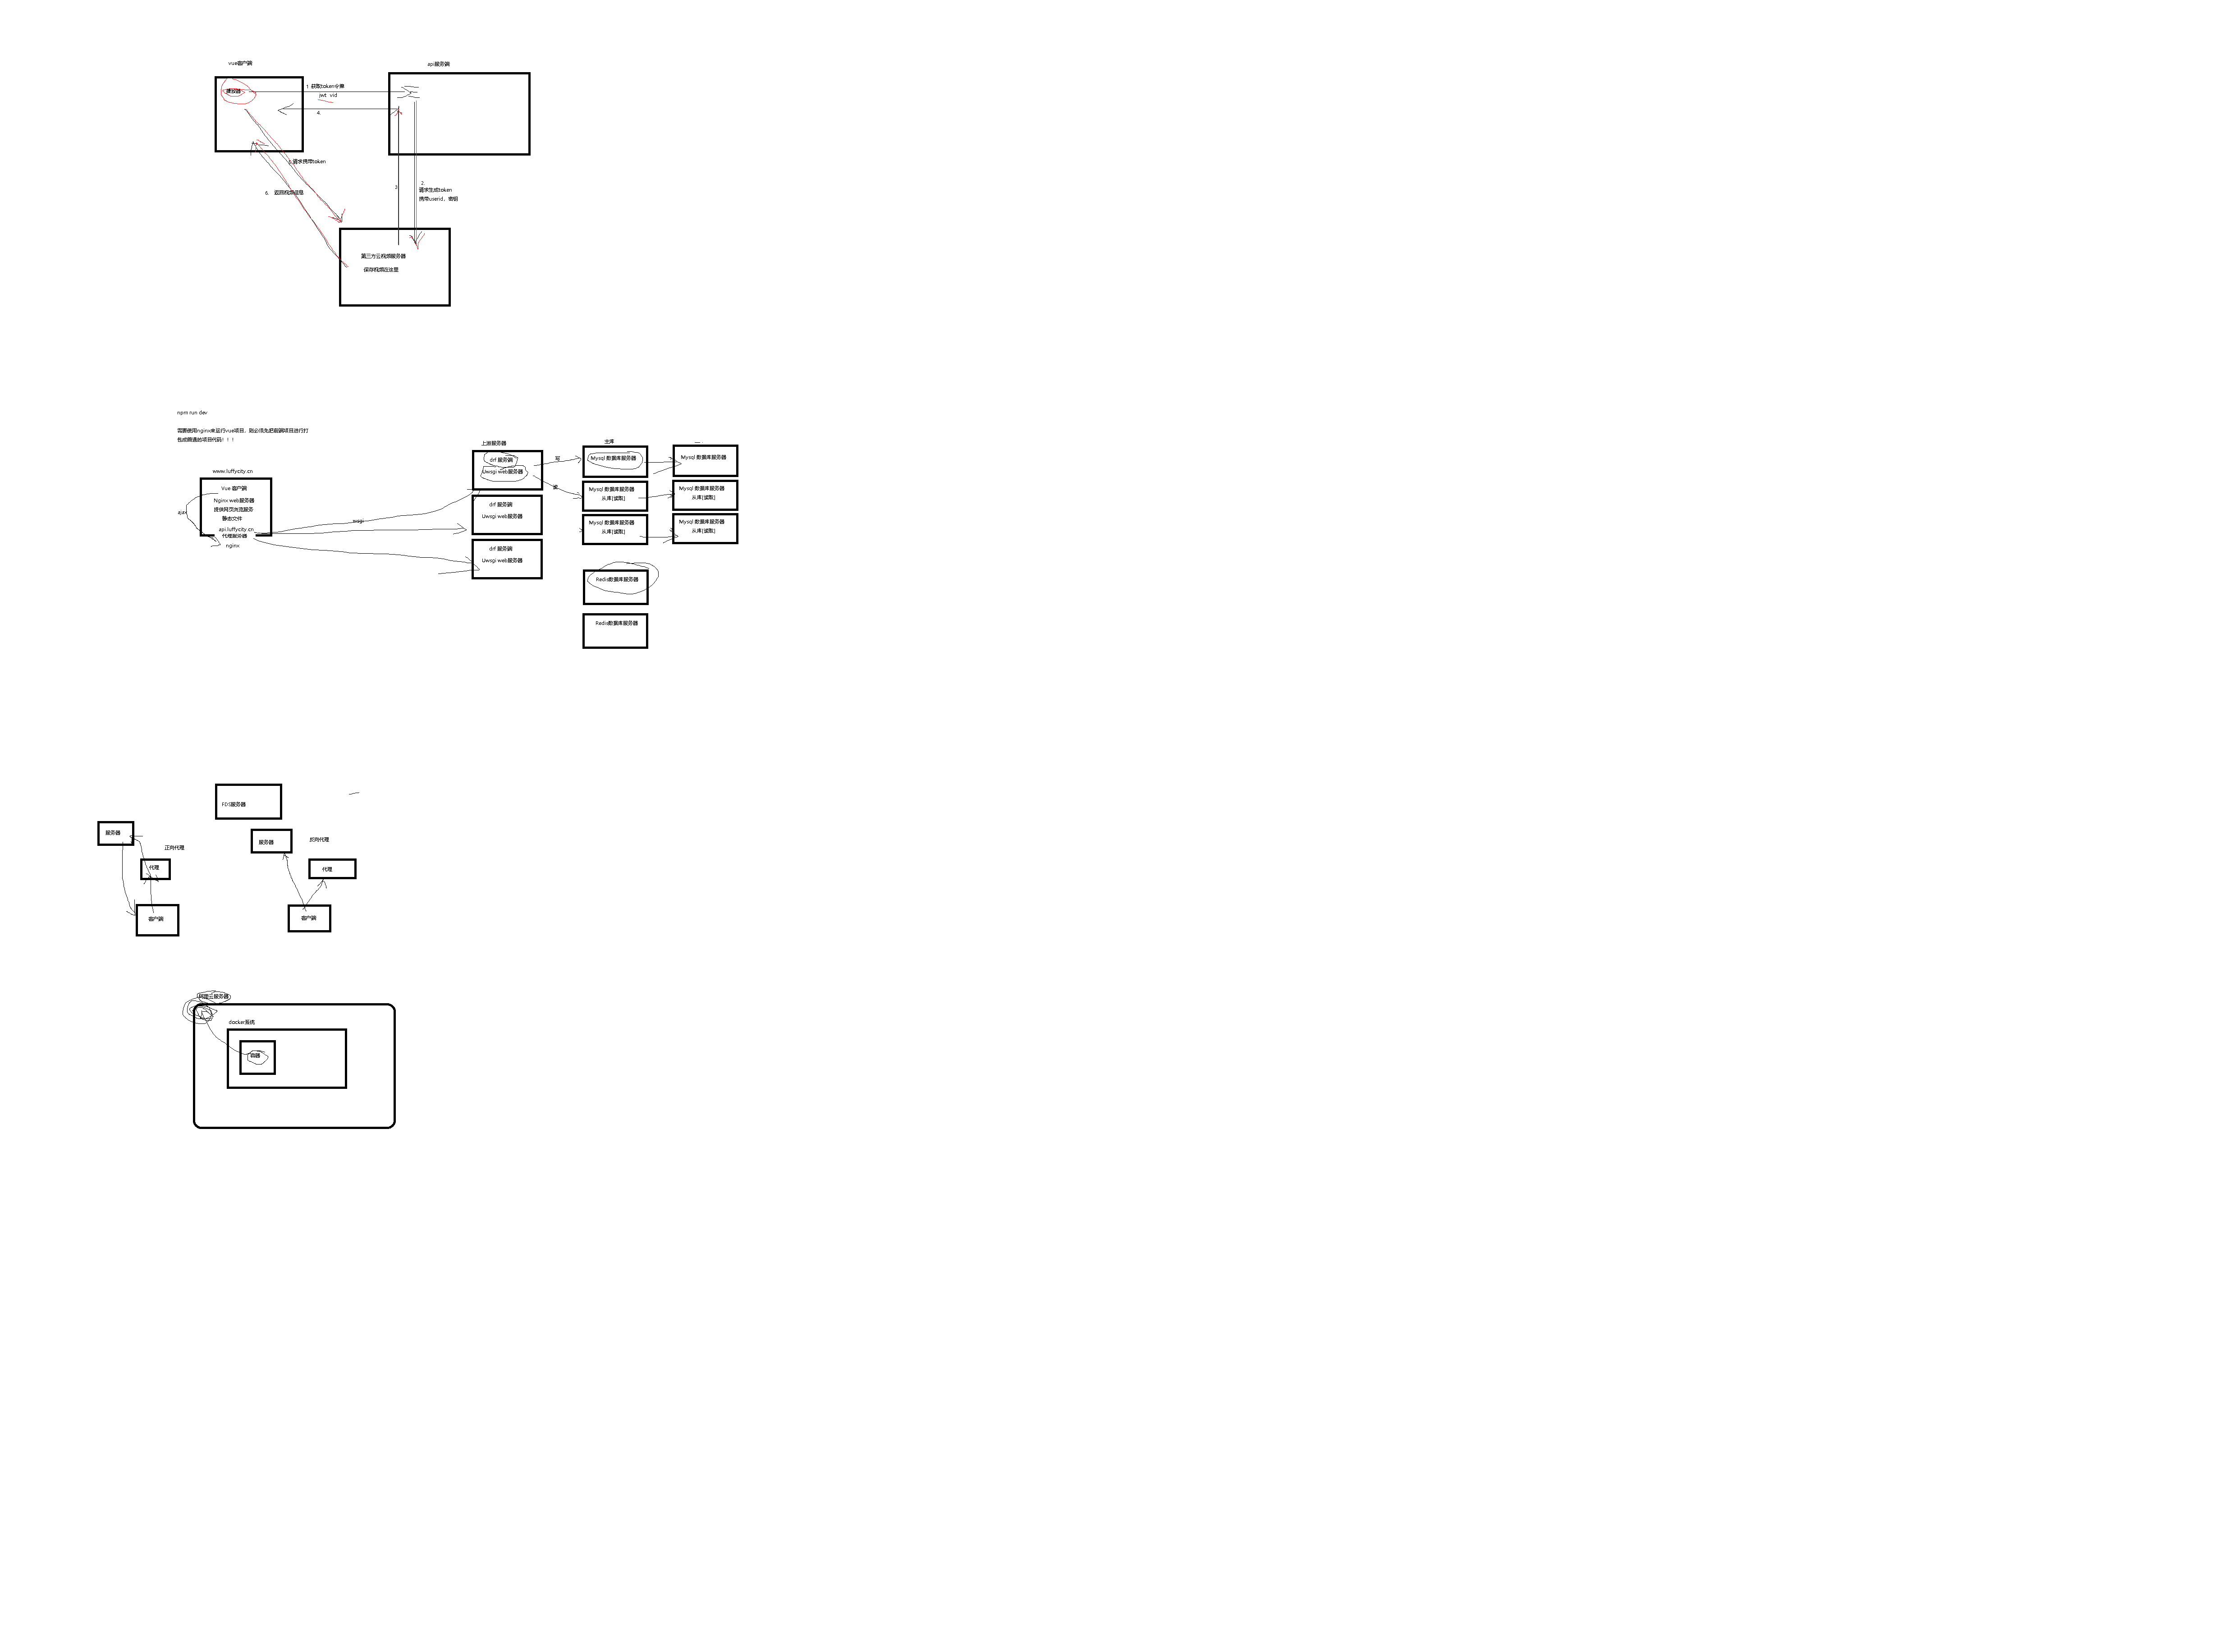 vue客户端
api服务端
播放器
1 获取token令牌
jwt vid
4.
5.请求携带token
6. 返回视频信息
3
2.
请求生成token
携带userid，密钥
第三方云视频服务器
保存视频在这里
npm run dev
需要使用nginx来运行vue项目，则必须先把前端项目进行打
包成普通的项目代码！！！
www.luffycity.cn
Vue 客户端
Nginx web服务器
提供网页浏览服务
静态文件
ajax
api.luffycity.cn
代理服务器
nginx
wsgi
上游服务器
drf 服务端
Uwsgi web服务器
drf 服务端
Uwsgi web服务器
drf 服务端
Uwsgi web服务器
写
读
主库
Mysql 数据库服务器
Mysql 数据库服务器
从库[读取]
Mysql 数据库服务器
从库[读取]
Mysql 数据库服务器
Mysql 数据库服务器
从库[读取]
Mysql 数据库服务器
从库[读取]
Redis数据库服务器
Redis数据库服务器
服务器
正向代理
代理
客户端
服务器
反向代理
代理
客户端
阿里云服务器
docker系统
容器